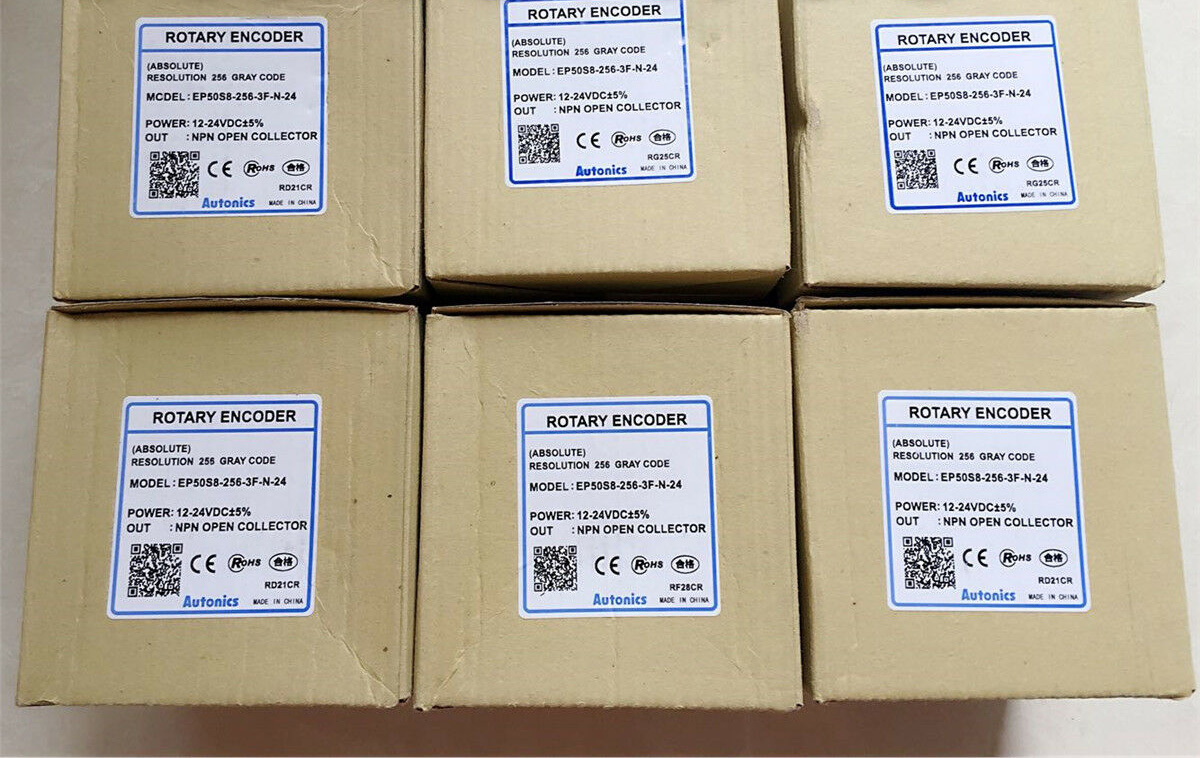 ROTARY ENCODER
(ABSOLUTE)
RESOLUTION 256 GRAY CODE
MCDEL : EP50S8-256-3F-N-24
POWER: 12-24VDC±5%
OUT : NPN OPEN COLLECTOR
CE RoHS 合格
RD21CR
Autonics MADE IN CHINA
ROTARY ENCODER
(ABSOLUTE)
RESOLUTION 256 GRAY CODE
MODEL : EP50S8-256-3F-N-24
POWER: 12-24VDC±5%
OUT : NPN OPEN COLLECTOR
CE RoHS 合格
RG25CR
Autonics MADE IN CHINA
ROTARY ENCODER
(ABSOLUTE)
RESOLUTION 256 GRAY CODE
MODEL : EP50S8-256-3F-N-24
POWER: 12-24VDC±5%
OUT : NPN OPEN COLLECTOR
CE RoHS 合格
RG25CR
Autonics MADE IN CHINA
ROTARY ENCODER
(ABSOLUTE)
RESOLUTION 256 GRAY CODE
MODEL : EP50S8-256-3F-N-24
POWER: 12-24VDC±5%
OUT : NPN OPEN COLLECTOR
CE RoHS 合格
RD21CR
Autonics MADE IN CHINA
ROTARY ENCODER
(ABSOLUTE)
RESOLUTION 256 GRAY CODE
MODEL : EP50S8-256-3F-N-24
POWER: 12-24VDC±5%
OUT : NPN OPEN COLLECTOR
CE RoHS 合格
RF28CR
Autonics MADE IN CHINA
ROTARY ENCODER
(ABSOLUTE)
RESOLUTION 256 GRAY CODE
MODEL : EP50S8-256-3F-N-24
POWER: 12-24VDC±5%
OUT : NPN OPEN COLLECTOR
CE RoHS 合格
RD21CR
Autonics MADE IN CHINA